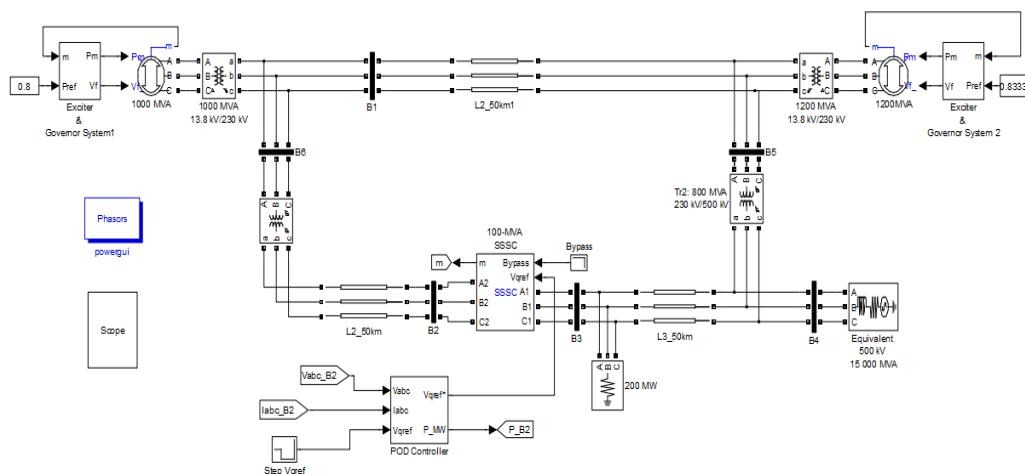 m
Pm
Pref
Vf
0.8
Exciter
&
Governor System1
m
Pm
Vf_
A
B
C
1000 MVA
A
B
C
a
b
c
1000 MVA
13.8 kV/230 kV
B1
L2_50km1
a
b
c
A
B
C
1200 MVA
13.8 kV/230 kV
A
B
C
m
Pm
Vf_
1200MVA
m
Pm
Vf
Pref
0.8333
Exciter
&
Governor System 2
B6
B5
A
B
C
a
b
c
Tr2: 800 MVA
230 kV/500 kV
A
B
C
a
b
c
Phasors
powergui
Scope
100-MVA
SSSC
Bypass
m
m
Bypass
Vqref
SSSC
A2
B2
C2
A1
B1
C1
L2_50km
B2
B3
L3_50km
B4
A
B
C
Equivalent
500 kV
15 000 MVA
A
B
C
200 MW
Vabc_B2
Iabc_B2
Vabc
Iabc
Vqref
Vqref*
P_MW
P_B2
Step Vqref
POD Controller